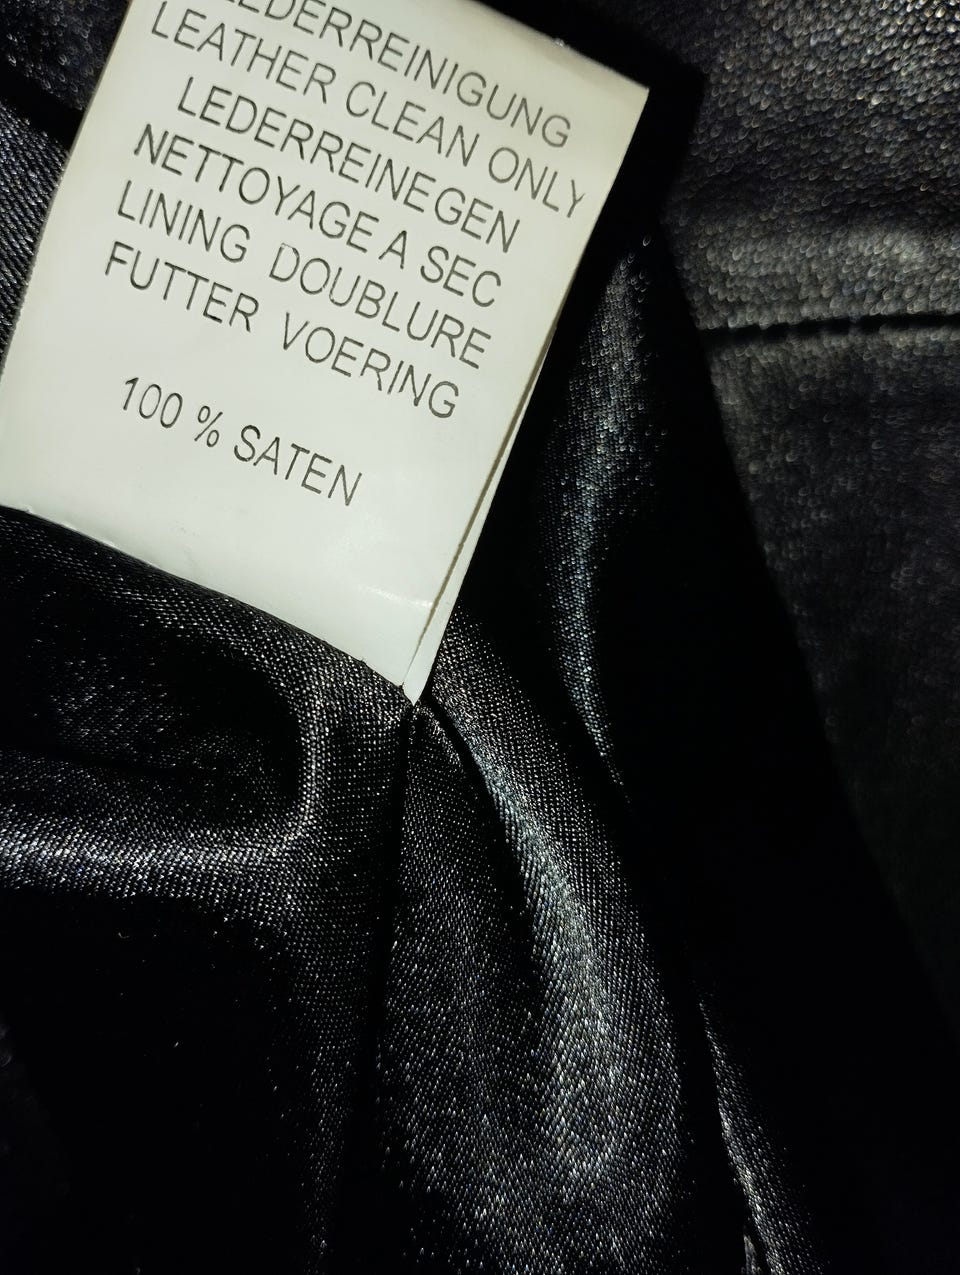 LEDERREINIGUNG
LEATHER CLEAN ONLY
LEDERREINEGEN
NETTOYAGE A SEC
LINING DOUBLURE
FUTTER VOERING
100 % SATEN